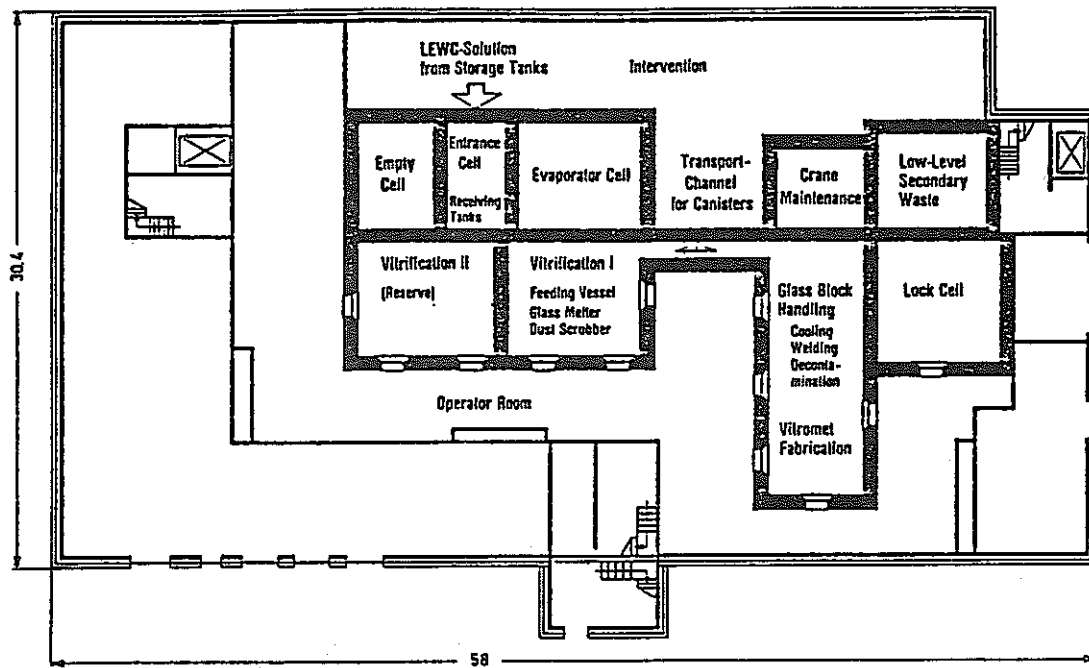 LEWC-Solution
from Storage Tanks
Intervention
Empty
Cell
Entrance
Cell
Receiving
Tanks
Evaporator Cell
Transport-
Channel
for Canisters
Crane
Maintenance
Low-Level
Secondary
Waste
Vitrification II
(Reserve)
Vitrification I
Feeding Vessel
Glass Melter
Dust Scrubber
Glass Block
Handling
Cooling
Welding
Deconta-
mination
Vitromet
Fabrication
Lock Cell
Operator Room
30.4
58